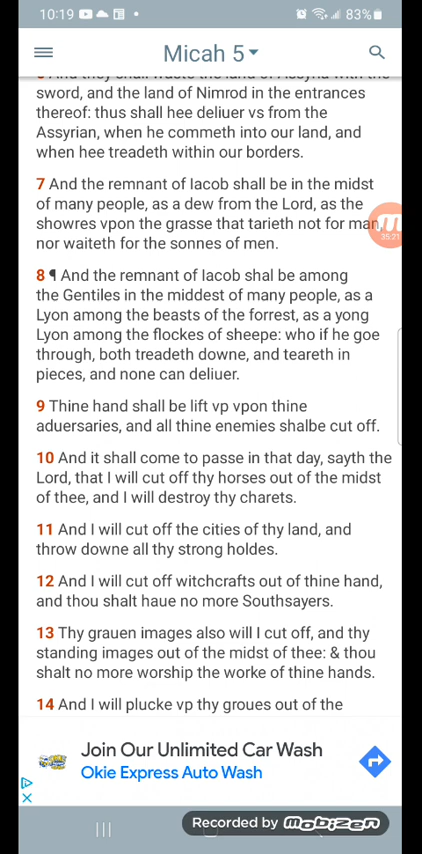 10:19
83%
Micah 5
6 And they shall waste the land of Assyria with the
sword, and the land of Nimrod in the entrances
thereof: thus shall hee deliuer vs from the
Assyrian, when he commeth into our land, and
when hee treadeth within our borders.
7 And the remnant of Iacob shall be in the midst
of many people, as a dew from the Lord, as the
showres vpon the grasse that tarieth not for man,
nor waiteth for the sonnes of men.
35:21
8 ¶ And the remnant of Iacob shal be among
the Gentiles in the middest of many people, as a
Lyon among the beasts of the forrest, as a yong
Lyon among the flockes of sheepe: who if he goe
through, both treadeth downe, and teareth in
pieces, and none can deliuer.
9 Thine hand shall be lift vp vpon thine
aduersaries, and all thine enemies shalbe cut off.
10 And it shall come to passe in that day, sayth the
Lord, that I will cut off thy horses out of the midst
of thee, and I will destroy thy charets.
11 And I will cut off the cities of thy land, and
throw downe all thy strong holdes.
12 And I will cut off witchcrafts out of thine hand,
and thou shalt haue no more Southsayers.
13 Thy grauen images also will I cut off, and thy
standing images out of the midst of thee: & thou
shalt no more worship the worke of thine hands.
14 And I will plucke vp thy groues out of the
Join Our Unlimited Car Wash
Okie Express Auto Wash
Recorded by mobizen